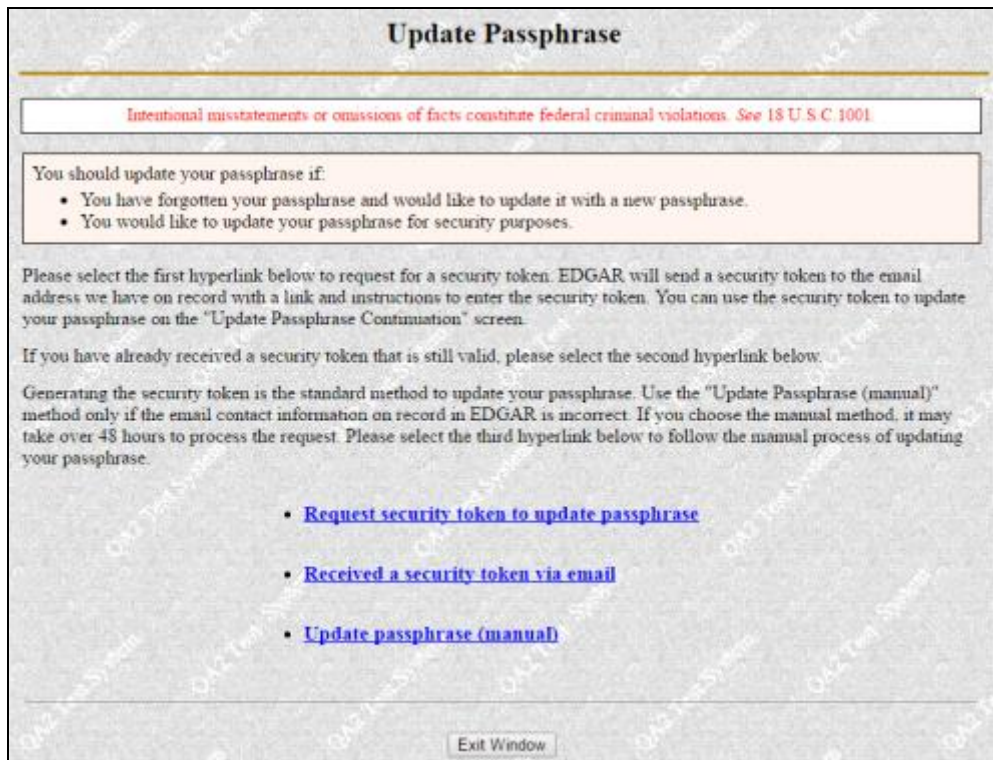 Update Passphrase
Intentional misstatements or omissions of facts constitute federal criminal violations. See 18 U.S.C.1001
You should update your passphrase if:
• You have forgotten your passphrase and would like to update it with a new passphrase.
• You would like to update your passphrase for security purposes.
Please select the first hyperlink below to request for a security token. EDGAR will send a security token to the email
address we have on record with a link and instructions to enter the security token. You can use the security token to update
your passphrase on the "Update Passphrase Continuation" screen.
If you have already received a security token that is still valid, please select the second hyperlink below.
Generating the security token is the standard method to update your passphrase. Use the "Update Passphrase (manual)"
method only if the email contact information on record in EDGAR is incorrect. If you choose the manual method, it may
take over 48 hours to process the request. Please select the third hyperlink below to follow the manual process of updating
your passphrase.
• Request security token to update passphrase
• Received a security token via email
• Update passphrase (manual)
Exit Window
QA2 Test System